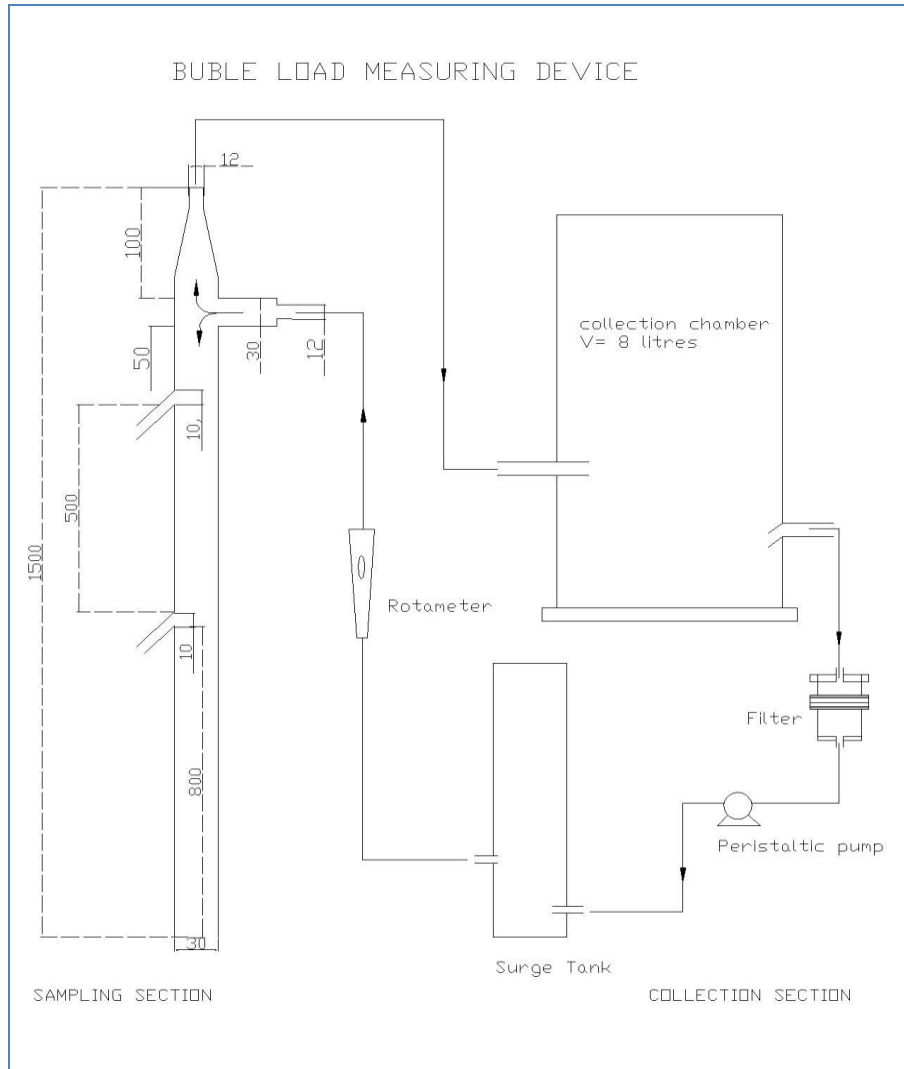 BUBLE LOAD MEASURING DEVICE
12
100
30
12
50
10,
500
1500
10
800
30
collection chamber
V= 8 litres
Rotameter
Filter
Peristaltic pump
Surge Tank
SAMPLING SECTION
COLLECTION SECTION